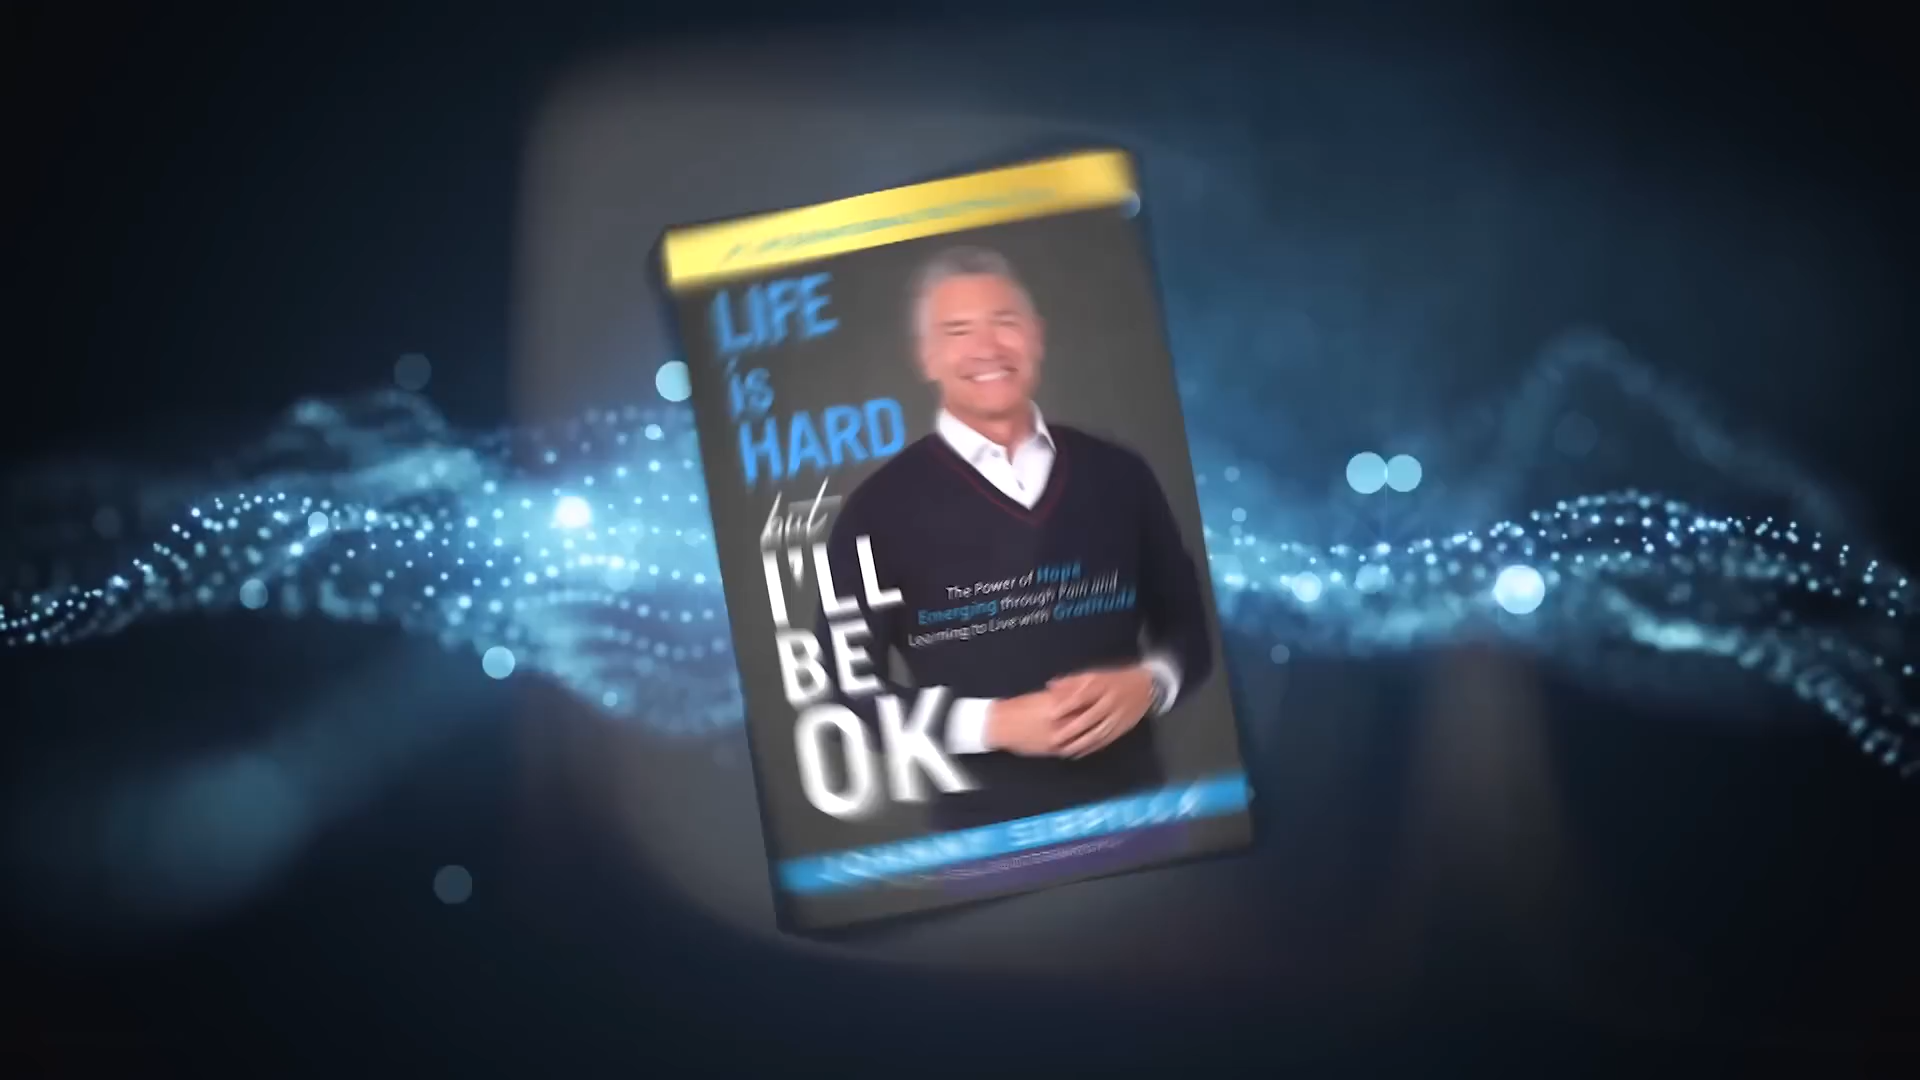 LIFE
is
HARD
but
I'LL
BE
OK
The Power of Hope
Emerging through Pain and
Learning to Live with Gratitude
JOHNNY